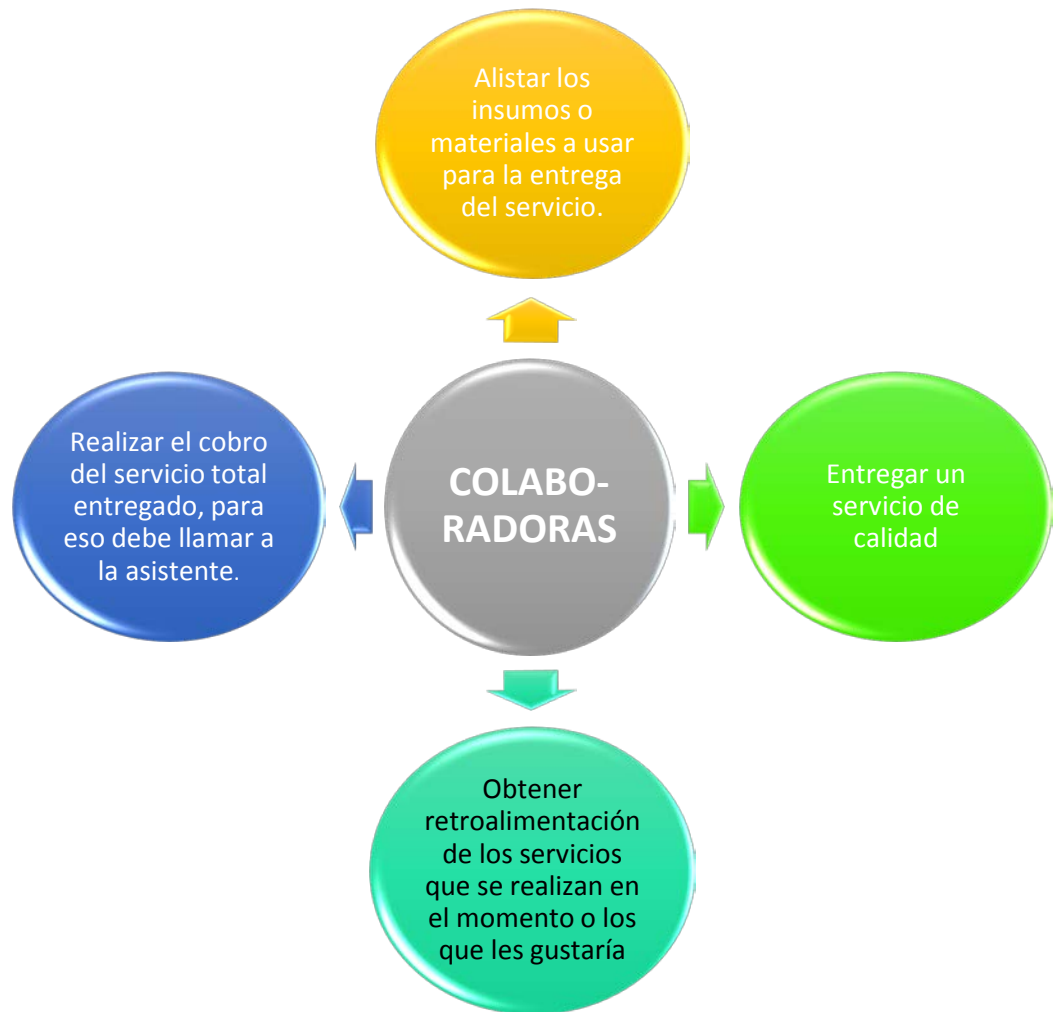 Alistar los
insumos o
materiales a usar
para la entrega
del servicio.
Realizar el cobro
del servicio total
entregado, para
eso debe llamar a
la asistente.
COLABO-
RADORAS
Entregar un
servicio de
calidad
Obtener
retroalimentación
de los servicios
que se realizan en
el momento o los
que les gustaría